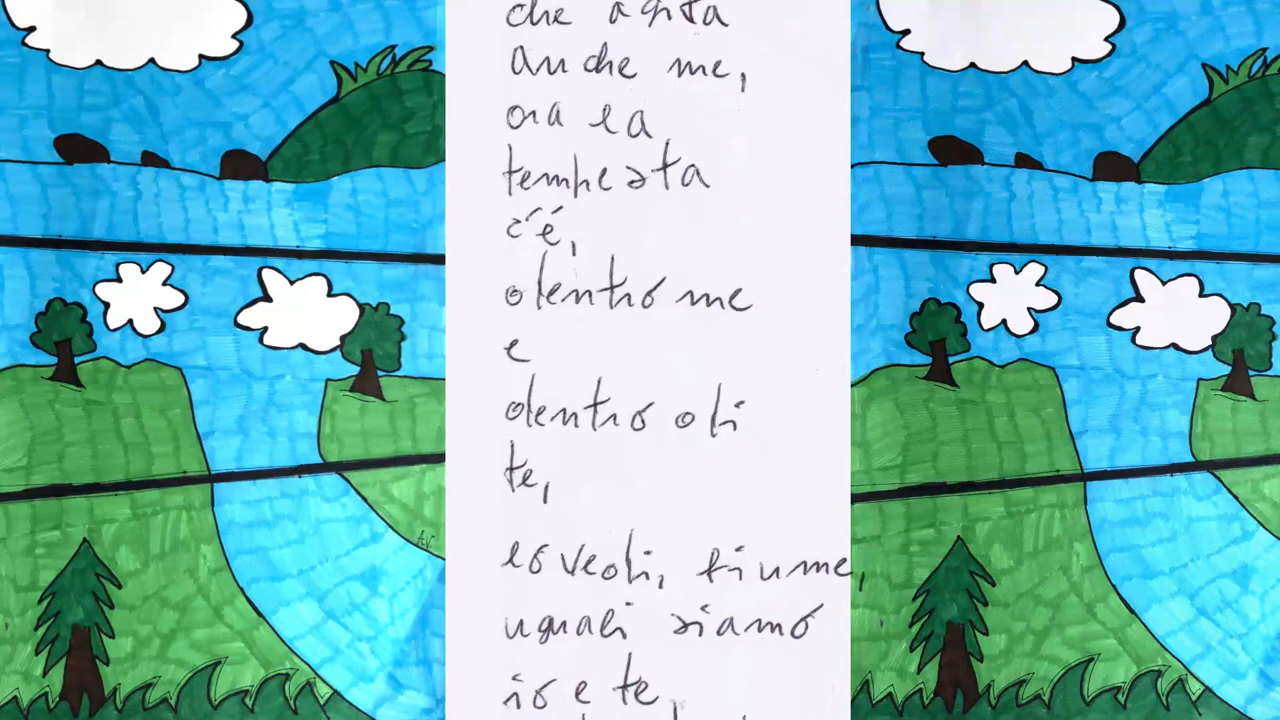 che agita
anche me,
ora la
tempesta
c'é,
dentro me
e
dentro di
te,
lo vedi, fiume,
uguali siamo
io e te,
A.V.